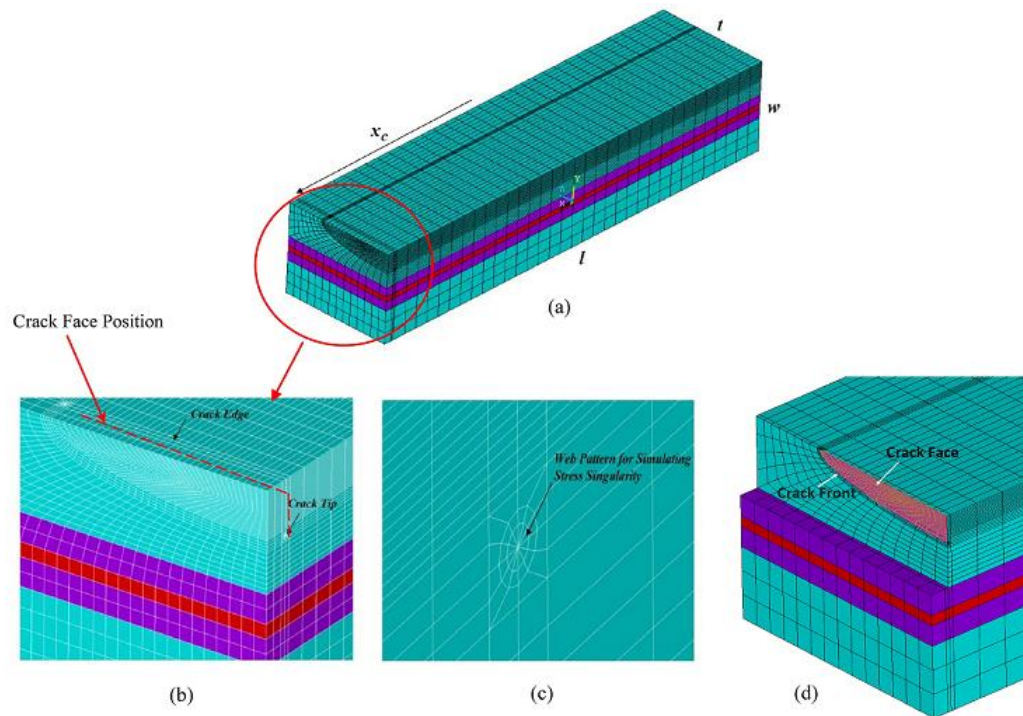 t
w
x_c
l
Y
(a)
Crack Face Position
Crack Edge
Crack Tip
(b)
Web Pattern for Simulating
Stress Singularity
(c)
Crack Face
Crack Front
(d)